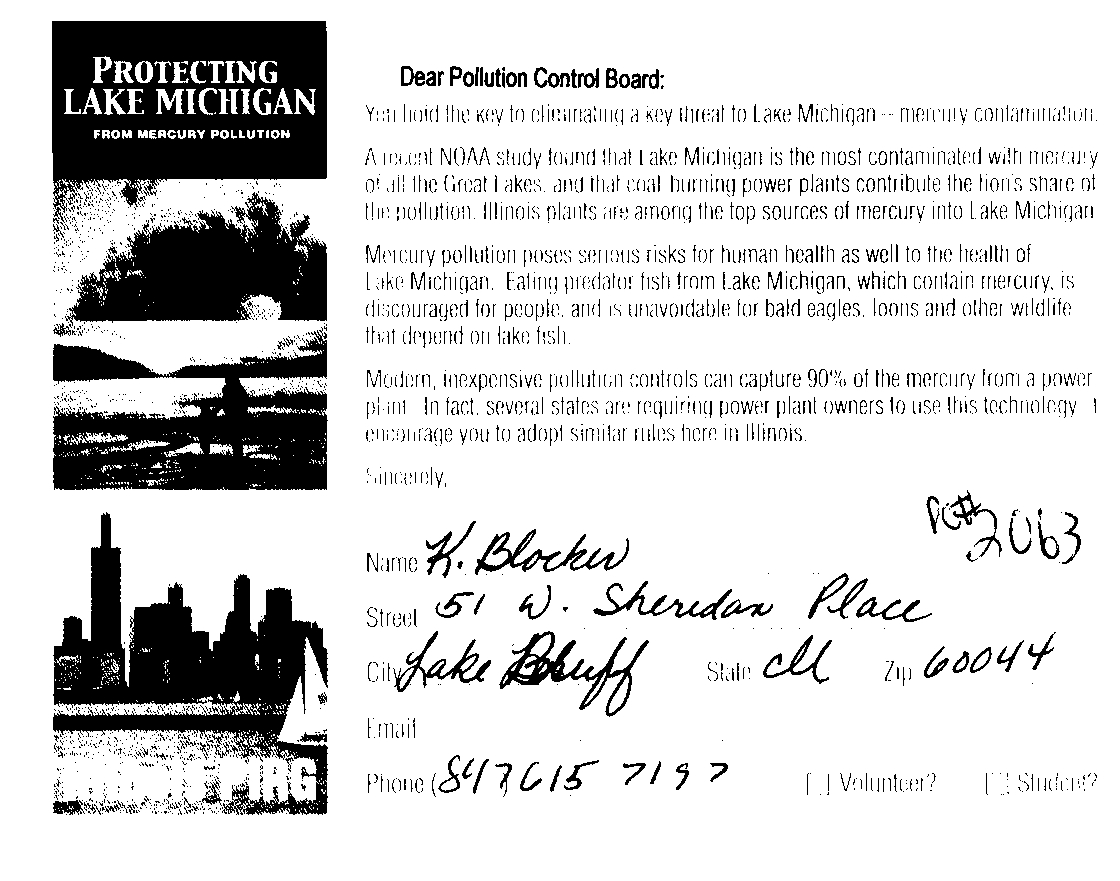 PROTECTING
LAKE MICHIGAN
FROM MERCURY POLLUTION
Dear Pollution Control Board:
You hold the key to eliminating a key threat to Lake Michigan -- mercury contamination.
A recent NOAA study found that Lake Michigan is the most contaminated with mercury
of all the Great Lakes, and that coal-burning power plants contribute the lion's share of
the pollution. Illinois plants are among the top sources of mercury into Lake Michigan
Mercury pollution poses serious risks for human health as well to the health of
Lake Michigan. Eating predator fish from Lake Michigan, which contain mercury, is
discouraged for people, and is unavoidable for bald eagles, loons and other wildlife
that depend on lake fish.
Modern, inexpensive pollution controls can capture 90% of the mercury from a power
plant. In fact, several states are requiring power plant owners to use this technology. I
encourage you to adopt similar rules here in Illinois.
Sincerely,
PC# 2063
Name K. Blocker
Street 51 W. Sheridan Place
City Lake Bluff State Ill Zip 60044
Email
Phone (847) 615 7197 [ ] Volunteer? [ ] Student?
ILLINOIS PIRG